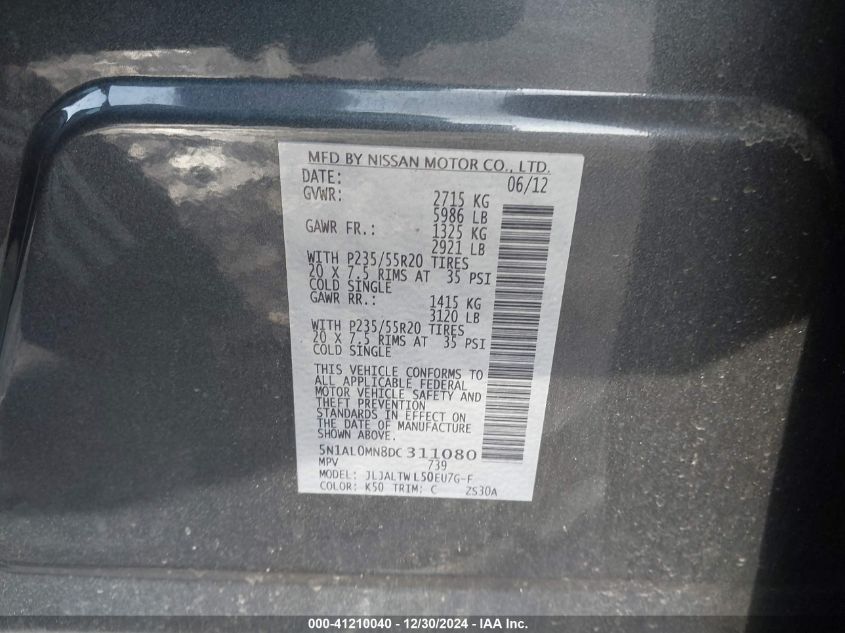 MFD BY NISSAN MOTOR CO., LTD.
DATE: 06/12
GVWR: 2715 KG
5986 LB
GAWR FR.: 1325 KG
2921 LB
WITH P235/55R20 TIRES
20 X 7.5 RIMS AT 35 PSI
COLD SINGLE
GAWR RR.: 1415 KG
3120 LB
WITH P235/55R20 TIRES
20 X 7.5 RIMS AT 35 PSI
COLD SINGLE
THIS VEHICLE CONFORMS TO
ALL APPLICABLE FEDERAL
MOTOR VEHICLE SAFETY AND
THEFT PREVENTION
STANDARDS IN EFFECT ON
THE DATE OF MANUFACTURE
SHOWN ABOVE.
5N1AL0MN8DC 311080
MPV 739
MODEL: JLJALTWL50EU7G-F
COLOR: K50 TRIM: C ZS30A
000-41210040 - 12/30/2024 - IAA Inc.